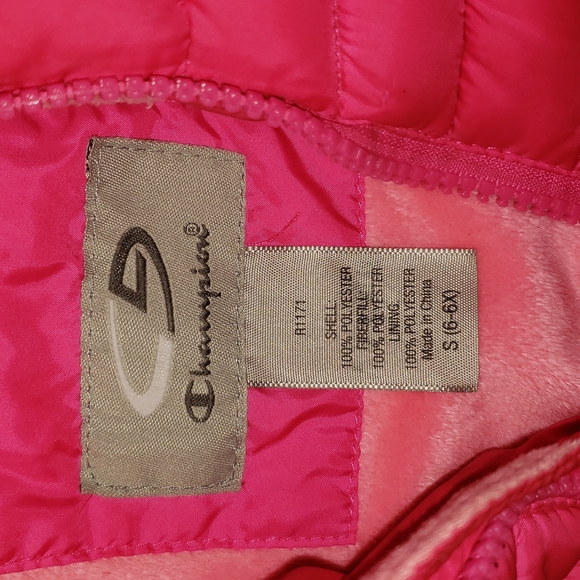 Champion®
R1171
SHELL:
100% POLYESTER
FIBERFILL:
100% POLYESTER
LINING
100% POLYESTER
Made in China
S (6-6X)